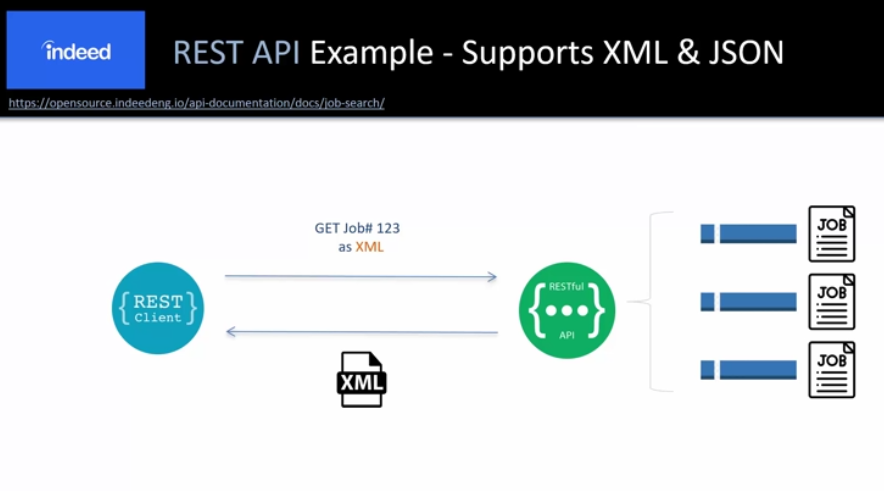 indeed
REST API Example - Supports XML & JSON
https://opensource.indeedeng.io/api-documentation/docs/job-search/
GET Job# 123
as XML
{REST}
Client
RESTful
{•••}
API
XML
JOB
JOB
JOB